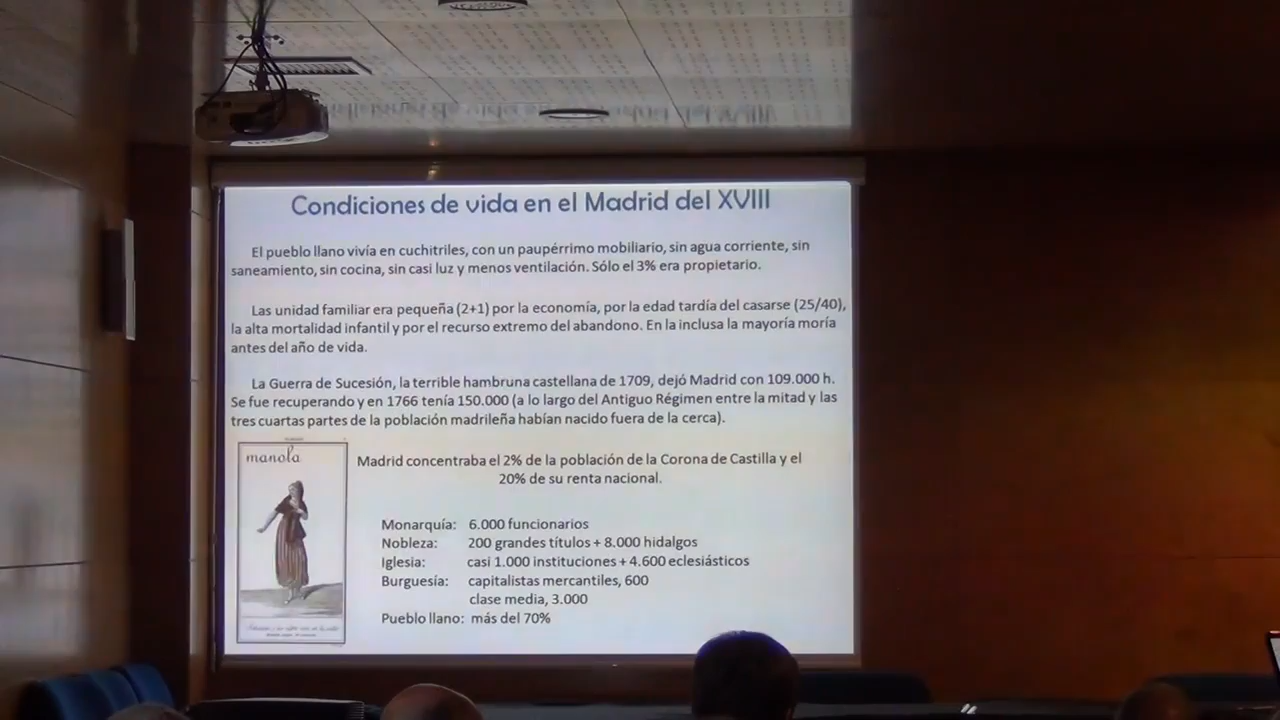 Condiciones de vida en el Madrid del XVIII
El pueblo llano vivía en cuchitriles, con un paupérrimo mobiliario, sin agua corriente, sin
saneamiento, sin cocina, sin casi luz y menos ventilación. Sólo el 3% era propietario.
Las unidad familiar era pequeña (2+1) por la economía, por la edad tardía del casarse (25/40),
la alta mortalidad infantil y por el recurso extremo del abandono. En la inclusa la mayoría moría
antes del año de vida.
La Guerra de Sucesión, la terrible hambruna castellana de 1709, dejó Madrid con 109.000 h.
Se fue recuperando y en 1766 tenía 150.000 (a lo largo del Antiguo Régimen entre la mitad y las
tres cuartas partes de la población madrileña habían nacido fuera de la cerca).
manola
Madrid concentraba el 2% de la población de la Corona de Castilla y el
20% de su renta nacional.
Monarquía: 6.000 funcionarios
Nobleza: 200 grandes títulos + 8.000 hidalgos
Iglesia: casi 1.000 instituciones + 4.600 eclesiásticos
Burguesía: capitalistas mercantiles, 600
clase media, 3.000
Pueblo llano: más del 70%